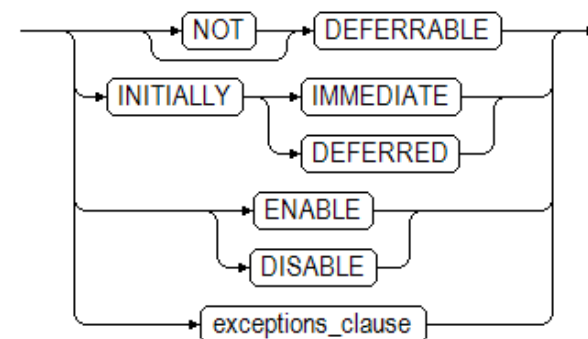 NOT DEFERRABLE
INITIALLY IMMEDIATE
DEFERRED
ENABLE
DISABLE
exceptions_clause